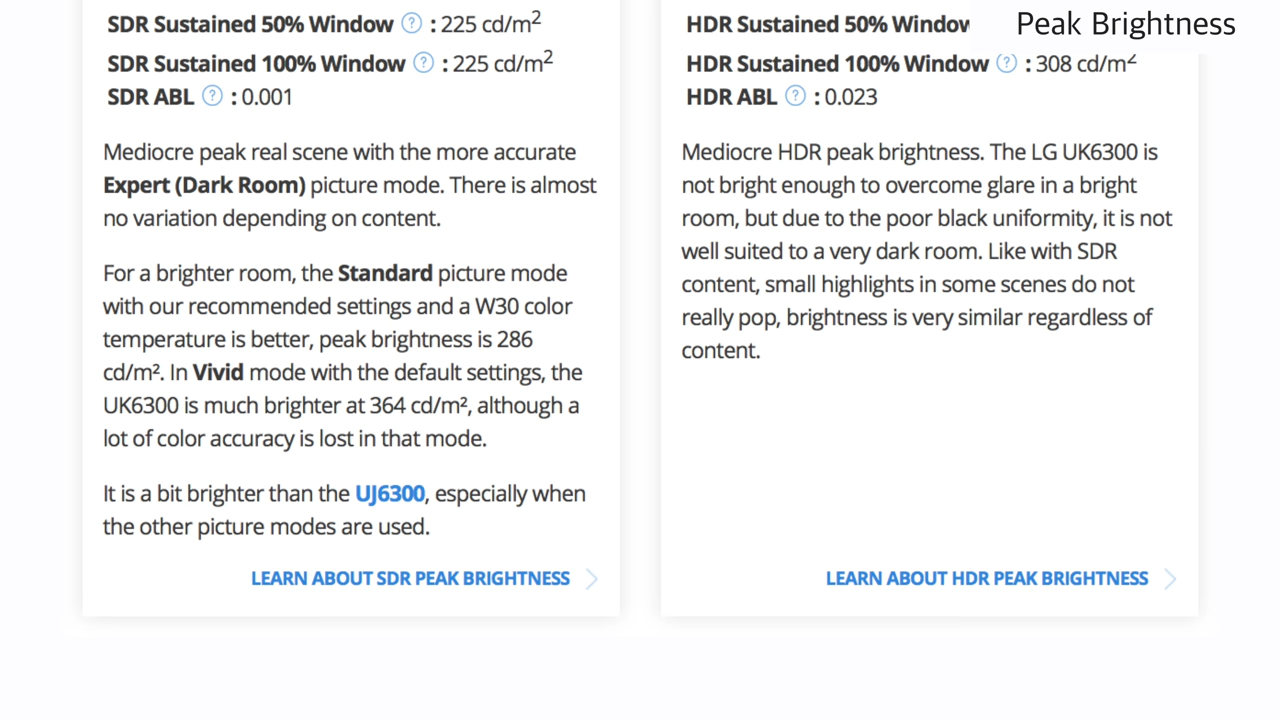 Peak Brightness
SDR Sustained 50% Window ? : 225 cd/m2
SDR Sustained 100% Window ? : 225 cd/m2
SDR ABL ? : 0.001
Mediocre peak real scene with the more accurate
Expert (Dark Room) picture mode. There is almost
no variation depending on content.
For a brighter room, the Standard picture mode
with our recommended settings and a W30 color
temperature is better, peak brightness is 286
cd/m². In Vivid mode with the default settings, the
UK6300 is much brighter at 364 cd/m², although a
lot of color accuracy is lost in that mode.
It is a bit brighter than the UJ6300, especially when
the other picture modes are used.
LEARN ABOUT SDR PEAK BRIGHTNESS
HDR Sustained 50% Window
HDR Sustained 100% Window ? : 308 cd/m2
HDR ABL ? : 0.023
Mediocre HDR peak brightness. The LG UK6300 is
not bright enough to overcome glare in a bright
room, but due to the poor black uniformity, it is not
well suited to a very dark room. Like with SDR
content, small highlights in some scenes do not
really pop, brightness is very similar regardless of
content.
LEARN ABOUT HDR PEAK BRIGHTNESS